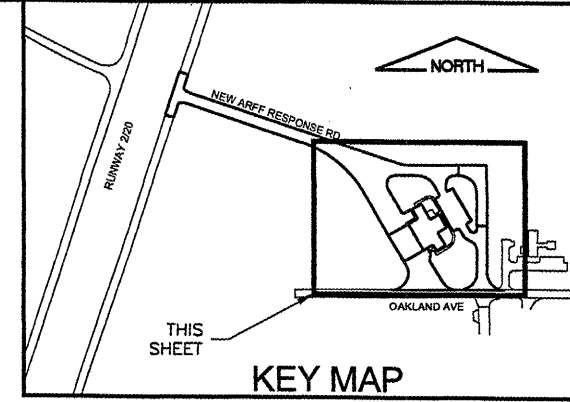 NORTH
NEW ARFF RESPONSE RD
RUNWAY 2/20
OAKLAND AVE
THIS
SHEET
KEY MAP